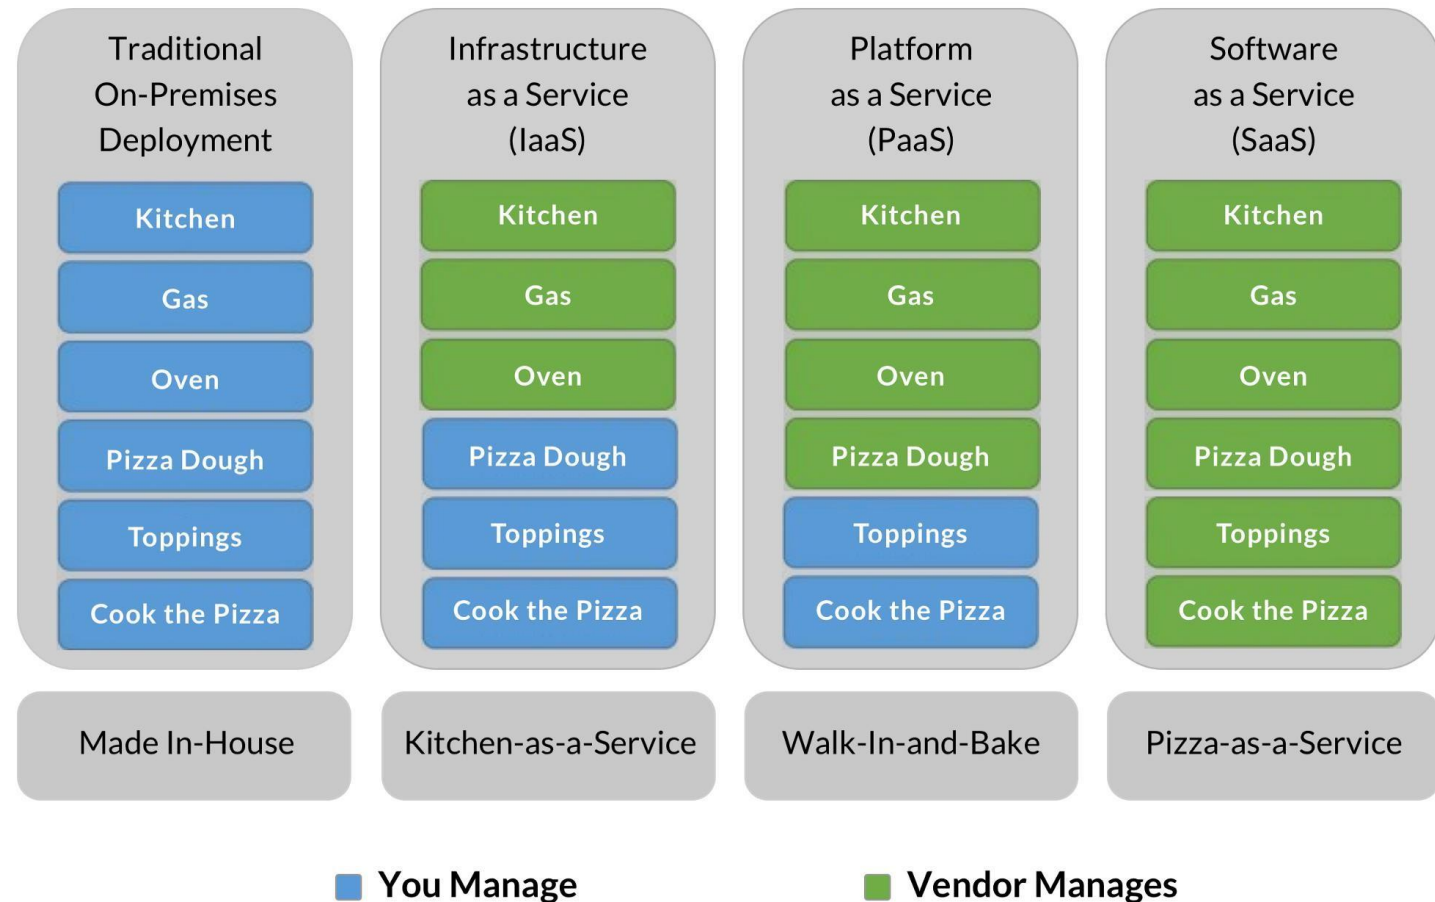 Traditional
On-Premises
Deployment
Kitchen
Gas
Oven
Pizza Dough
Toppings
Cook the Pizza
Made In-House
Infrastructure
as a Service
(IaaS)
Kitchen
Gas
Oven
Pizza Dough
Toppings
Cook the Pizza
Kitchen-as-a-Service
Platform
as a Service
(PaaS)
Kitchen
Gas
Oven
Pizza Dough
Toppings
Cook the Pizza
Walk-In-and-Bake
Software
as a Service
(SaaS)
Kitchen
Gas
Oven
Pizza Dough
Toppings
Cook the Pizza
Pizza-as-a-Service
You Manage
Vendor Manages